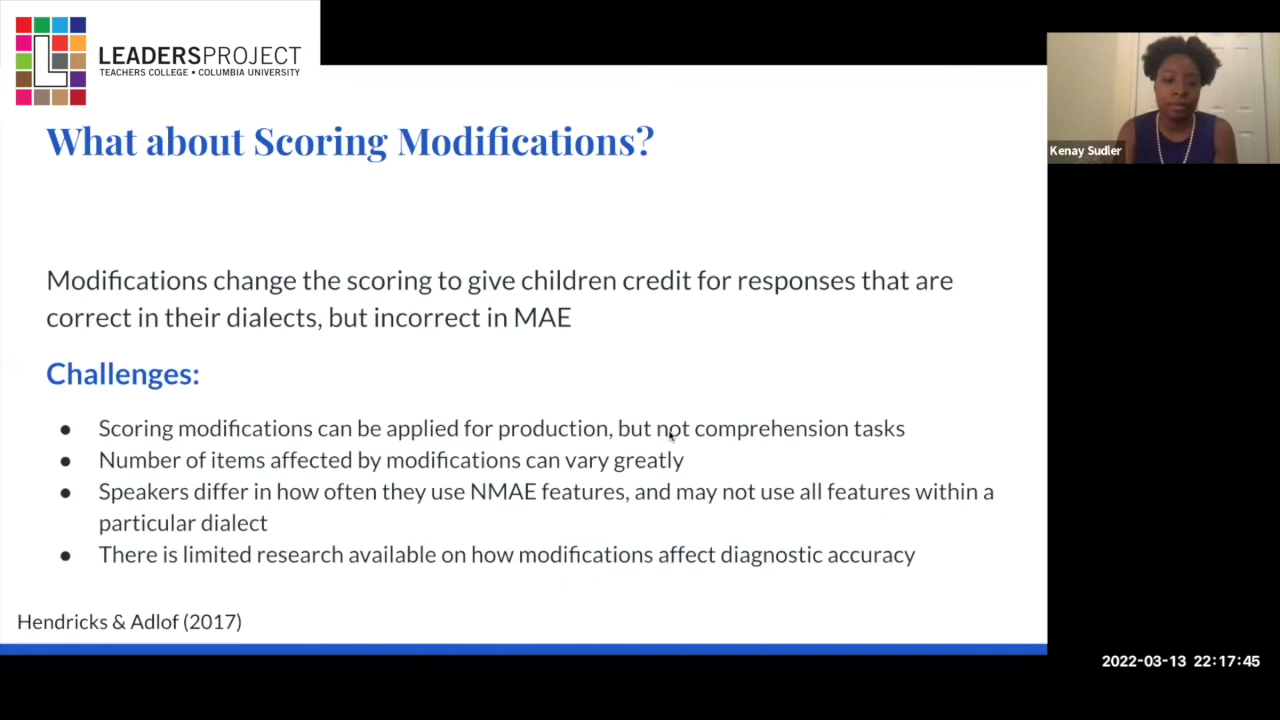 LEADERSPROJECT
TEACHERS COLLEGE • COLUMBIA UNIVERSITY
What about Scoring Modifications?
Kenay Sudler
Modifications change the scoring to give children credit for responses that are
correct in their dialects, but incorrect in MAE
Challenges:
● Scoring modifications can be applied for production, but not comprehension tasks
● Number of items affected by modifications can vary greatly
● Speakers differ in how often they use NMAE features, and may not use all features within a
particular dialect
● There is limited research available on how modifications affect diagnostic accuracy
Hendricks & Adlof (2017)
2022-03-13 22:17:45